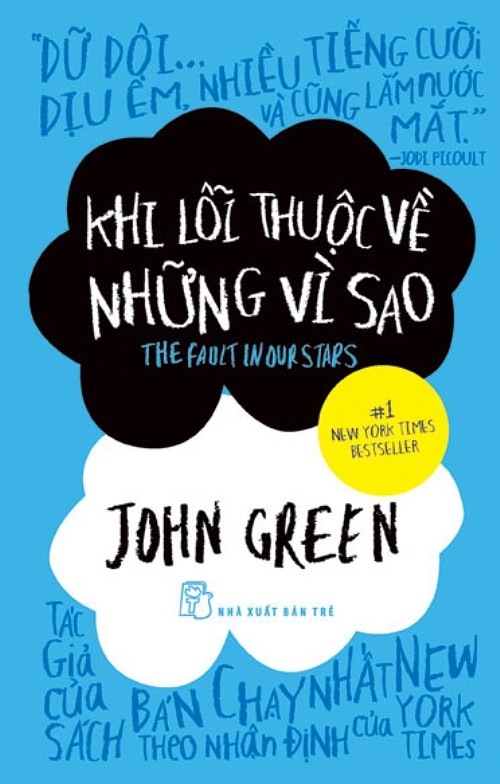 "DỮ DỘI...
DỊU ÊM, NHIỀU TIẾNG CƯỜI
VÀ CŨNG LẮM NƯỚC
MẮT."
—JODI PICOULT
KHI LỖI THUỘC VỀ
NHỮNG VÌ SAO
THE FAULT IN OUR STARS
#1
NEW YORK TIMES
BESTSELLER
JOHN GREEN
NHÀ XUẤT BẢN TRẺ
TÁC
GIẢ
CỦA
SÁCH BÁN CHẠY NHẤT NEW
THEO NHẬN ĐỊNH CỦA YORK
TIMES